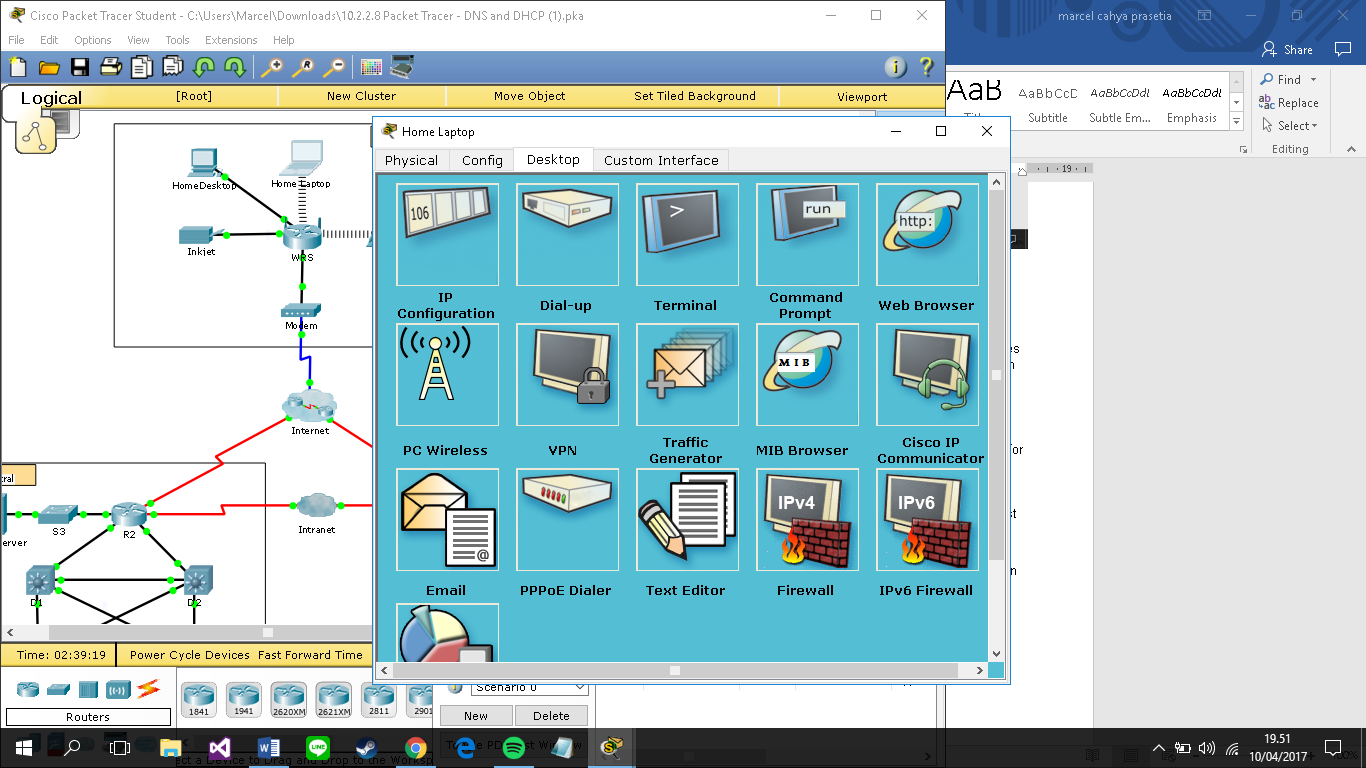 Cisco Packet Tracer Student - C:\Users\Marcel\Downloads\10.2.2.8 Packet Tracer - DNS and DHCP (1).pka
marcel cahya prasetia
File Edit Options View Tools Extensions Help
Share
Logical
[Root]
New Cluster
Move Object
Set Tiled Background
Viewport
AaB
AaBbCcD
AaBbCcDdl
AaBbCcDdl
Subtitle
Subtle Em...
Emphasis
Find
Replace
Select
Editing
19
HomeDesktop
Home Laptop
Inkjet
WRS
Modem
Internet
Intranet
S3
R2
D1
D2
Home Laptop
Physical
Config
Desktop
Custom Interface
106
>
run
http:
IP
Configuration
Dial-up
Terminal
Command
Prompt
Web Browser
MIB
PC Wireless
VPN
Traffic
Generator
MIB Browser
Cisco IP
Communicator
@
IPv4
IPv6
Email
PPPoE Dialer
Text Editor
Firewall
IPv6 Firewall
Time: 02:39:19
Power Cycle Devices Fast Forward Time
Scenario 0
New
Delete
1841
1941
2620XM
2621XM
2811
2901
Routers
19.51
10/04/2017